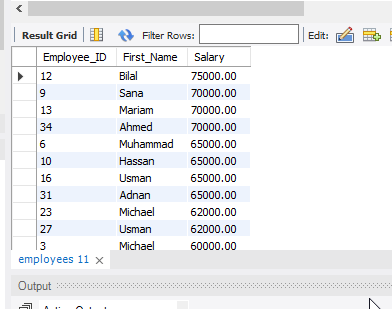 Result Grid Filter Rows: Edit:
Employee_ID First_Name Salary
12 Bilal 75000.00
9 Sana 70000.00
13 Mariam 70000.00
34 Ahmed 70000.00
6 Muhammad 65000.00
10 Hassan 65000.00
16 Usman 65000.00
31 Adnan 65000.00
23 Michael 62000.00
27 Usman 62000.00
3 Michael 60000.00
employees 11
Output